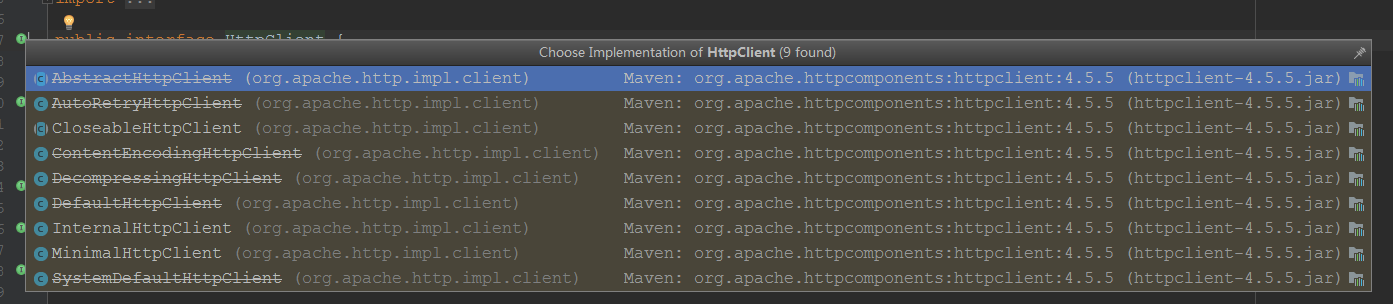 import ...
public interface HttpClient {
Choose Implementation of HttpClient (9 found)
AbstractHttpClient (org.apache.http.impl.client) Maven: org.apache.httpcomponents:httpclient:4.5.5 (httpclient-4.5.5.jar)
AutoRetryHttpClient (org.apache.http.impl.client) Maven: org.apache.httpcomponents:httpclient:4.5.5 (httpclient-4.5.5.jar)
CloseableHttpClient (org.apache.http.impl.client) Maven: org.apache.httpcomponents:httpclient:4.5.5 (httpclient-4.5.5.jar)
ContentEncodingHttpClient (org.apache.http.impl.client) Maven: org.apache.httpcomponents:httpclient:4.5.5 (httpclient-4.5.5.jar)
DecompressingHttpClient (org.apache.http.impl.client) Maven: org.apache.httpcomponents:httpclient:4.5.5 (httpclient-4.5.5.jar)
DefaultHttpClient (org.apache.http.impl.client) Maven: org.apache.httpcomponents:httpclient:4.5.5 (httpclient-4.5.5.jar)
InternalHttpClient (org.apache.http.impl.client) Maven: org.apache.httpcomponents:httpclient:4.5.5 (httpclient-4.5.5.jar)
MinimalHttpClient (org.apache.http.impl.client) Maven: org.apache.httpcomponents:httpclient:4.5.5 (httpclient-4.5.5.jar)
SystemDefaultHttpClient (org.apache.http.impl.client) Maven: org.apache.httpcomponents:httpclient:4.5.5 (httpclient-4.5.5.jar)